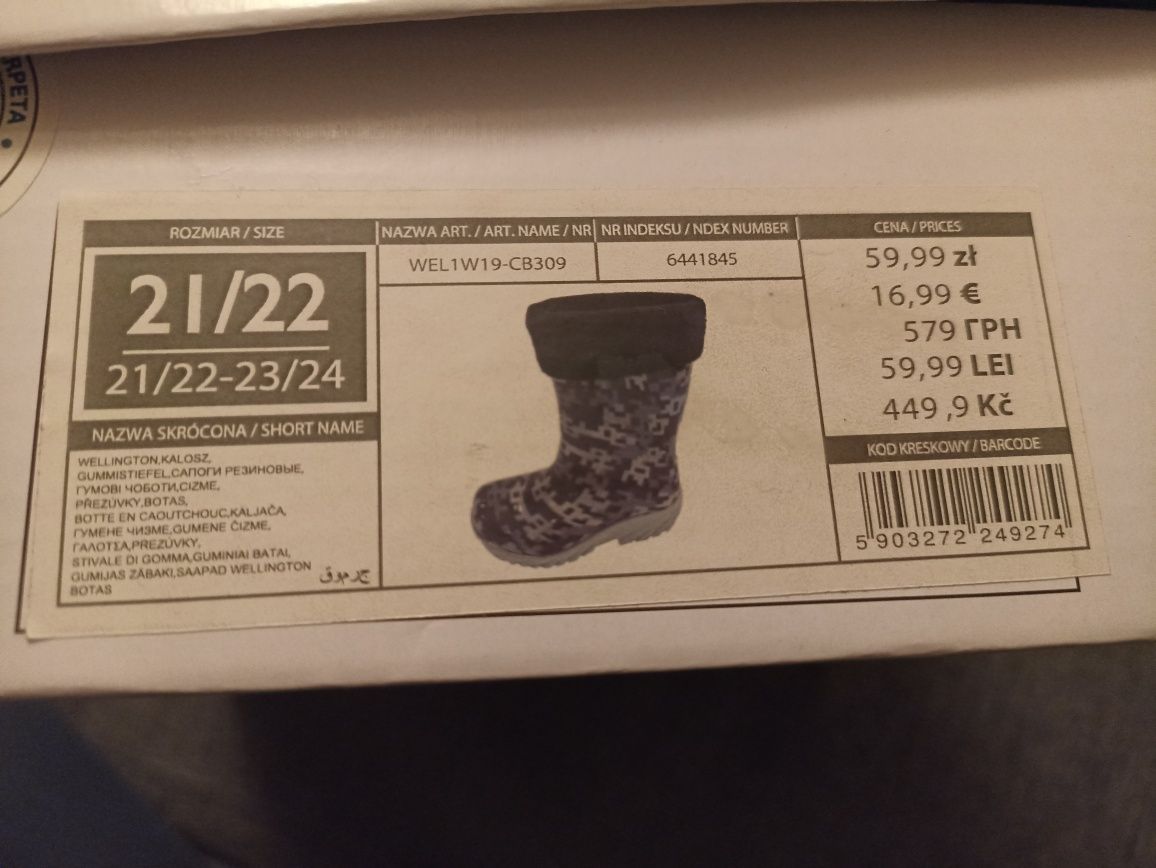 RPETA
ROZMIAR / SIZE
21/22
21/22-23/24
NAZWA SKRÓCONA / SHORT NAME
WELLINGTON,KALOSZ,
GUMMISTIEFEL,САПОГИ РЕЗИНОВЫЕ,
ГУМОВІ ЧОБОТИ,CIZME,
PŘEZŮVKY,BOTAS,
BOTTE EN CAOUTCHOUC,KALJAČA,
ГУМЕНЕ ЧИЗМЕ,GUMENE ČIZME,
ΓΑΛΟΤΣΑ,PREZŮVKY,
STIVALE DI GOMMA,GUMINIAI BATAI,
GUMIJAS ZĀBAKI,SAAPAD WELLINGTON
BOTAS
NAZWA ART. / ART. NAME / NR
WEL1W19-CB309
NR INDEKSU / NDEX NUMBER
6441845
CENA / PRICES
59,99 zł
16,99 €
579 ГРН
59,99 LEI
449 ,9 Kč
KOD KRESKOWY / BARCODE
5 903272 249274